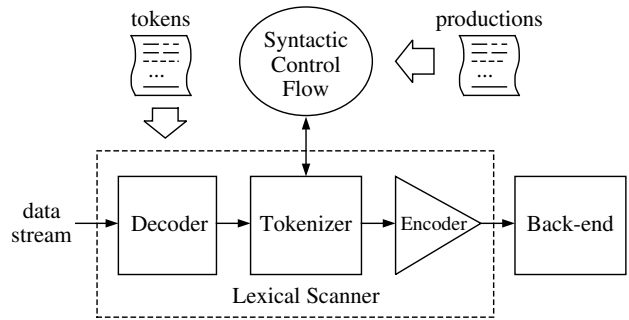 tokens
productions
Syntactic
Control
Flow
data
stream
Decoder
Tokenizer
Encoder
Back-end
Lexical Scanner